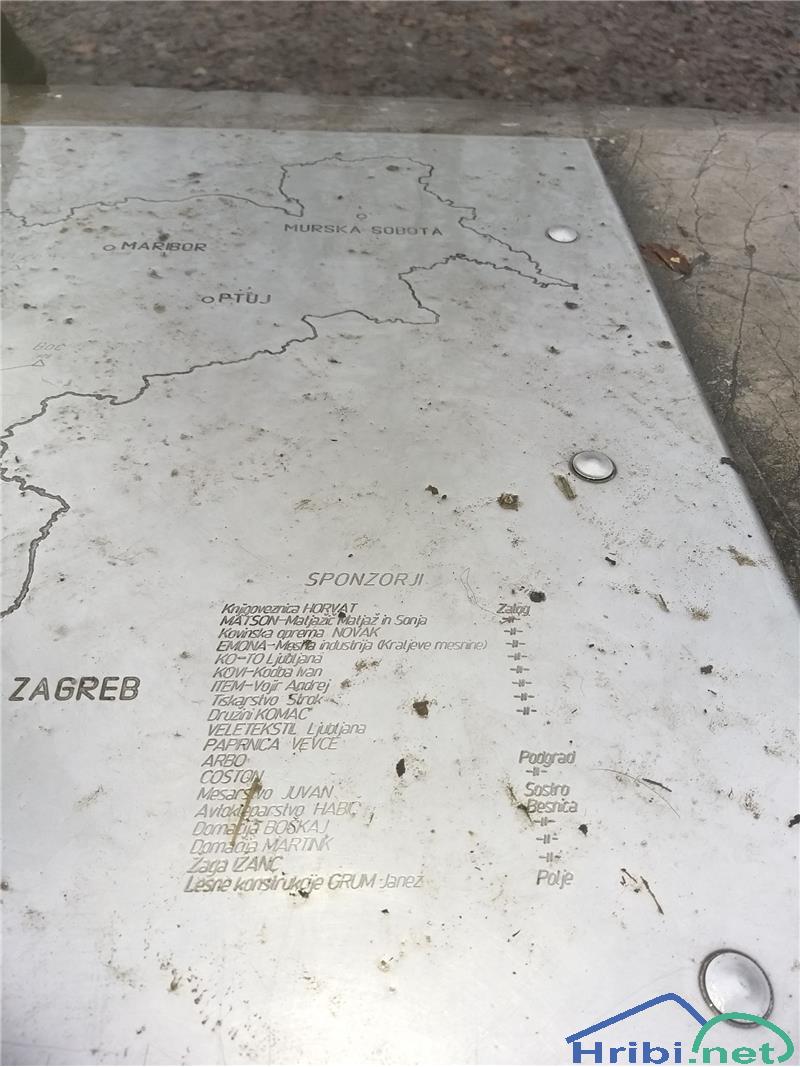 MURSKA SOBOTA
MARIBOR
PTUJ
BOČ
ZAGREB
SPONZORJI
Knjigoveznica HORVAT Zalog
MATSON-Matjažič Matjaž in Sonja -||-
Kovinska oprema NOVAK -||-
EMONA-Mesna industrija (Kraljeve mesnine) -||-
KO-TO Ljubljana -||-
KOVI-Kodba Ivan -||-
ITEM-Vojir Andrej -||-
Tiskarstvo Štrok -||-
Družini KOMAC -||-
VELETEKSTIL Ljubljana
PAPIRNICA VEVČE
ARBO Podgrad
COSTON -||-
Mesarstvo JUVAN Sostro
Avtokleparstvo HABIČ Besnica
Domačija BOŠKAJ -||-
Domačija MARTINK -||-
Žaga IZANC -||-
Lesne konstrukcije GRUM Janez Polje
Hribi.net